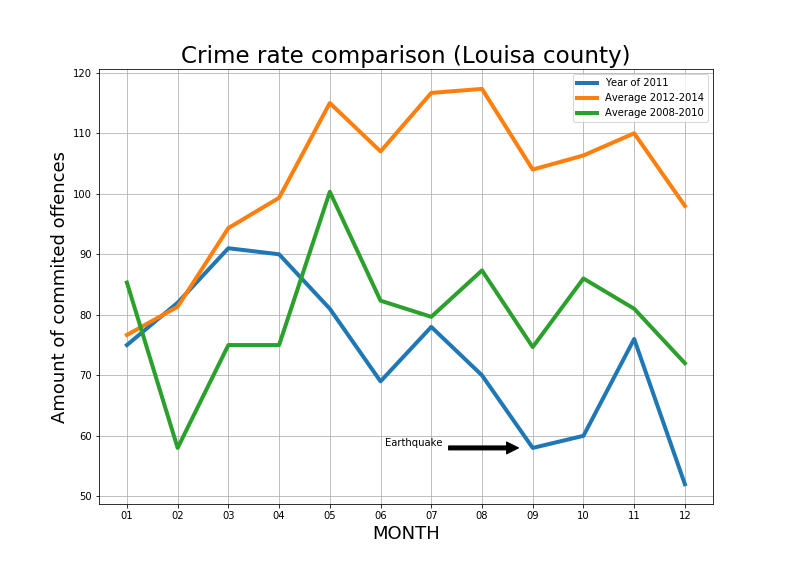 Crime rate comparison (Louisa county)
Year of 2011
Average 2012-2014
Average 2008-2010
Amount of commited offences
120
110
100
90
80
70
60
50
Earthquake
01 02 03 04 05 06 07 08 09 10 11 12
MONTH